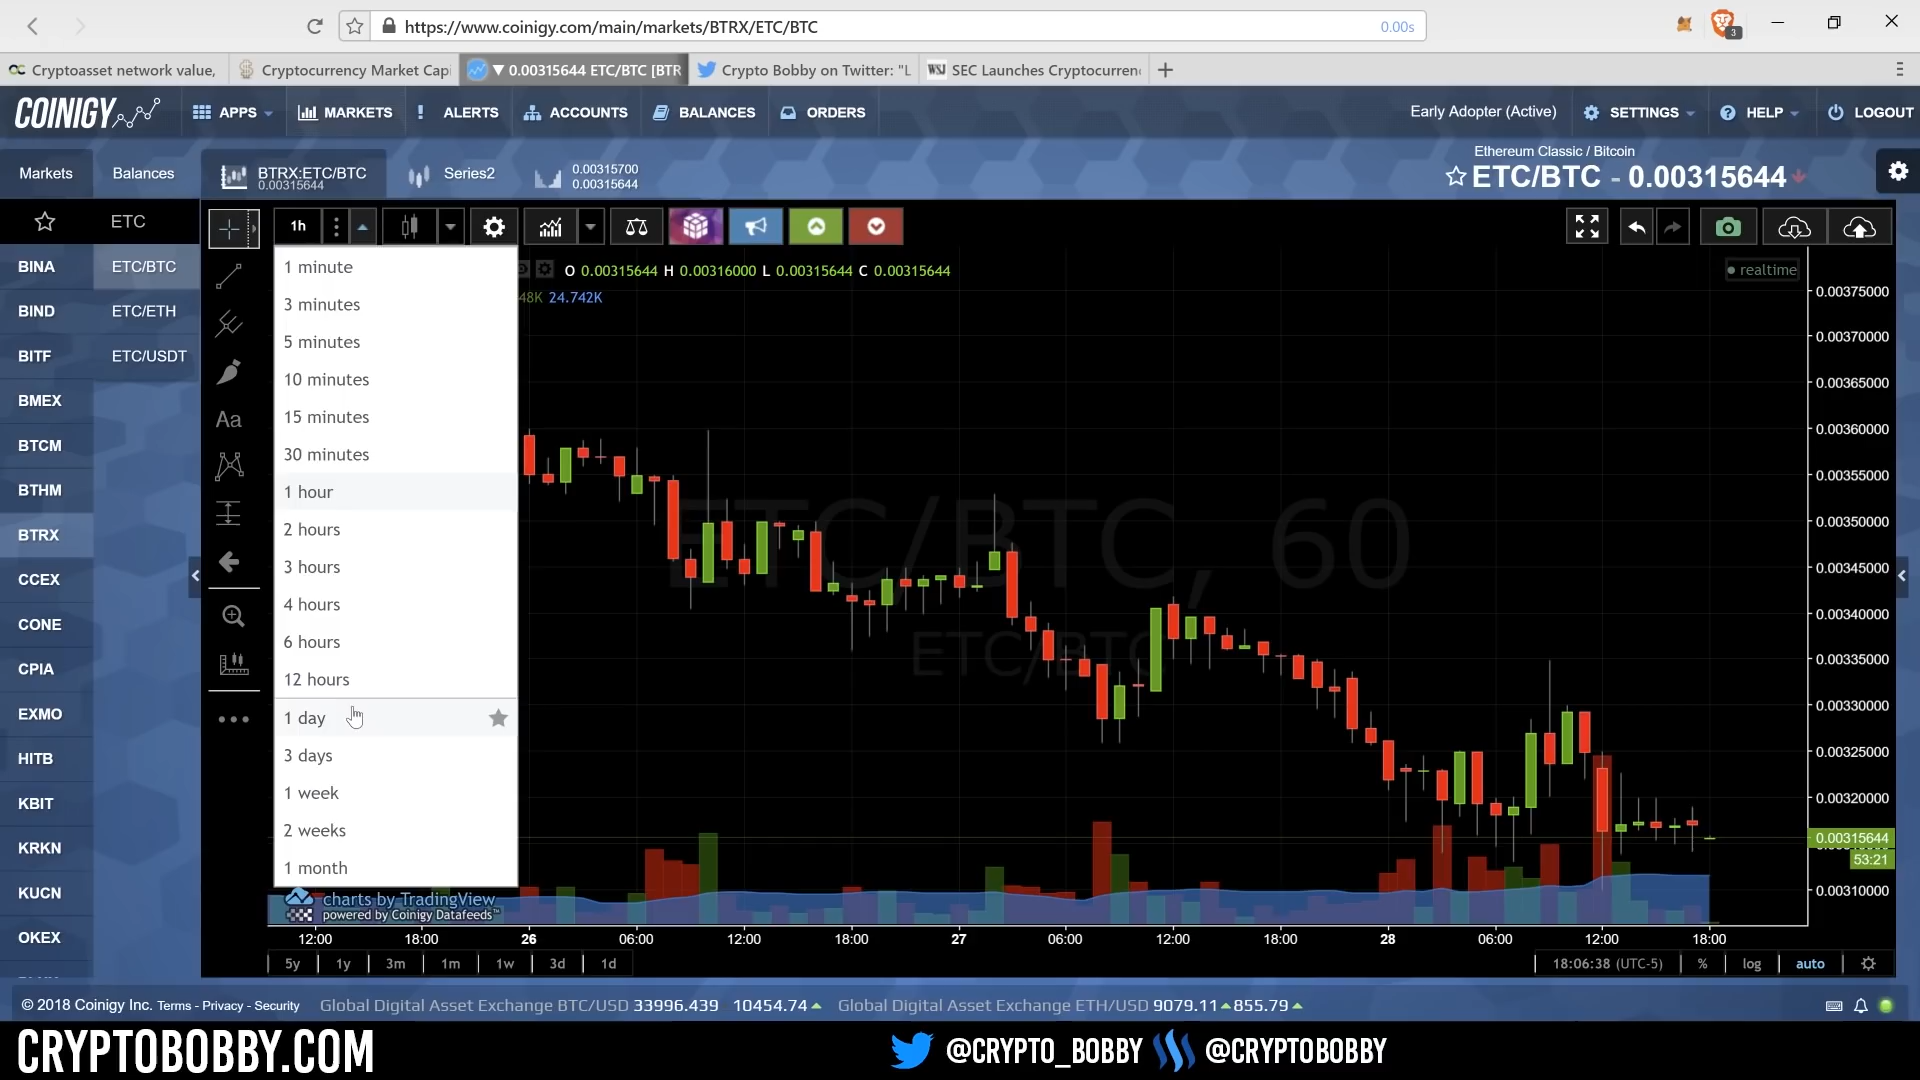 https://www.coinigy.com/main/markets/BTRX/ETC/BTC
0.00s
3
Cryptoasset network value,
Cryptocurrency Market Cap
▼ 0.00315644 ETC/BTC [BTR
Crypto Bobby on Twitter: "L
WSJ SEC Launches Cryptocurren
COINIGY
APPS
MARKETS
ALERTS
ACCOUNTS
BALANCES
ORDERS
Early Adopter (Active)
SETTINGS
HELP
LOGOUT
Markets
Balances
BTRX:ETC/BTC
0.00315644
Series2
0.00315700
0.00315644
Ethereum Classic / Bitcoin
ETC/BTC - 0.00315644
ETC
1h
BINA
BIND
BITF
BMEX
BTCM
BTHM
BTRX
CCEX
CONE
CPIA
EXMO
HITB
KBIT
KRKN
KUCN
OKEX
ETC/BTC
ETC/ETH
ETC/USDT
Aa
1 minute
3 minutes
5 minutes
10 minutes
15 minutes
30 minutes
1 hour
2 hours
3 hours
4 hours
6 hours
12 hours
1 day
3 days
1 week
2 weeks
1 month
O 0.00315644 H 0.00316000 L 0.00315644 C 0.00315644
48K 24.742K
realtime
ETC/BTC, 60
ETC/BTC
0.00375000
0.00370000
0.00365000
0.00360000
0.00355000
0.00350000
0.00345000
0.00340000
0.00335000
0.00330000
0.00325000
0.00320000
0.00315644
53:21
0.00310000
charts by TradingView
powered by Coinigy Datafeeds™
12:00 18:00 26 06:00 12:00 18:00 27 06:00 12:00 18:00 28 06:00 12:00 18:00
5y 1y 3m 1m 1w 3d 1d
18:06:38 (UTC-5) % log auto
© 2018 Coinigy Inc. Terms - Privacy - Security
Global Digital Asset Exchange BTC/USD 33996.439 10454.74
Global Digital Asset Exchange ETH/USD 9079.11 855.79
CRYPTOBOBBY.COM
@CRYPTO_BOBBY
@CRYPTOBOBBY